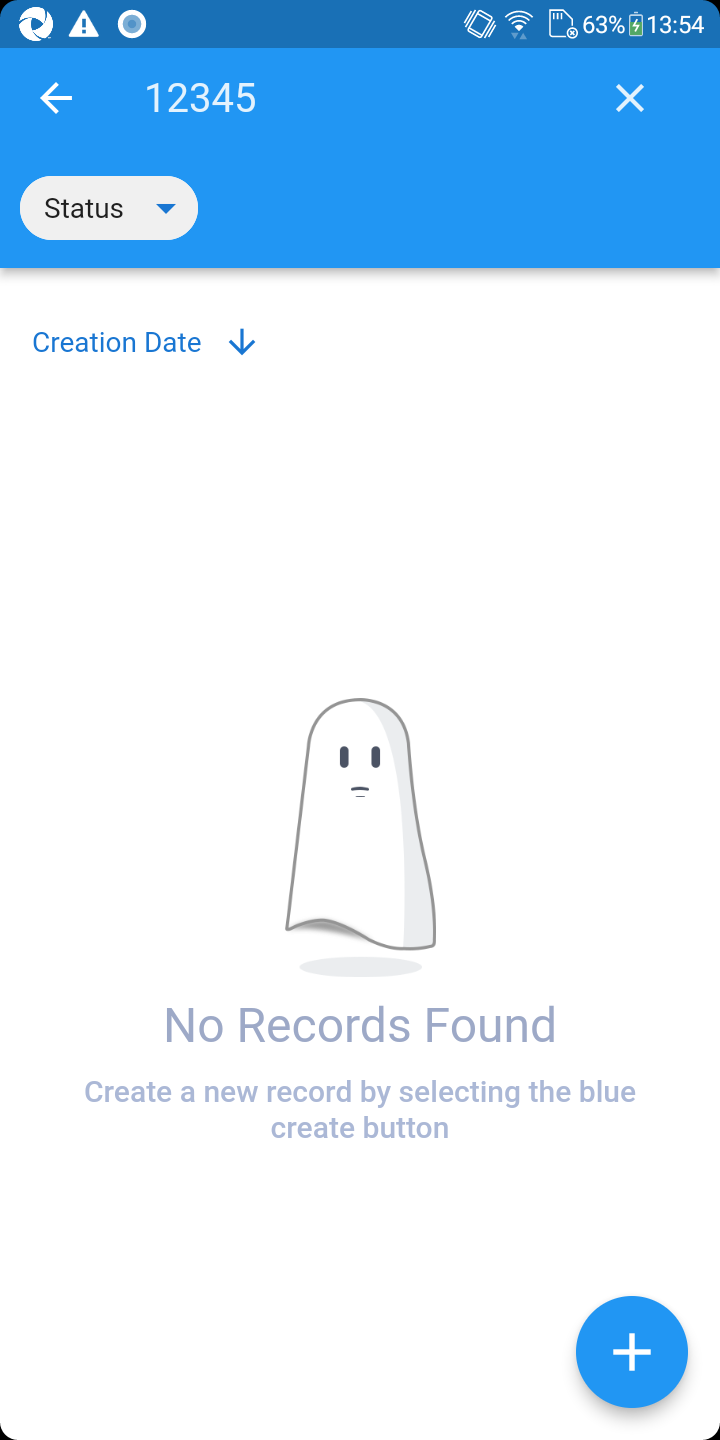 63% 13:54
12345
Status
Creation Date
No Records Found
Create a new record by selecting the blue
create button